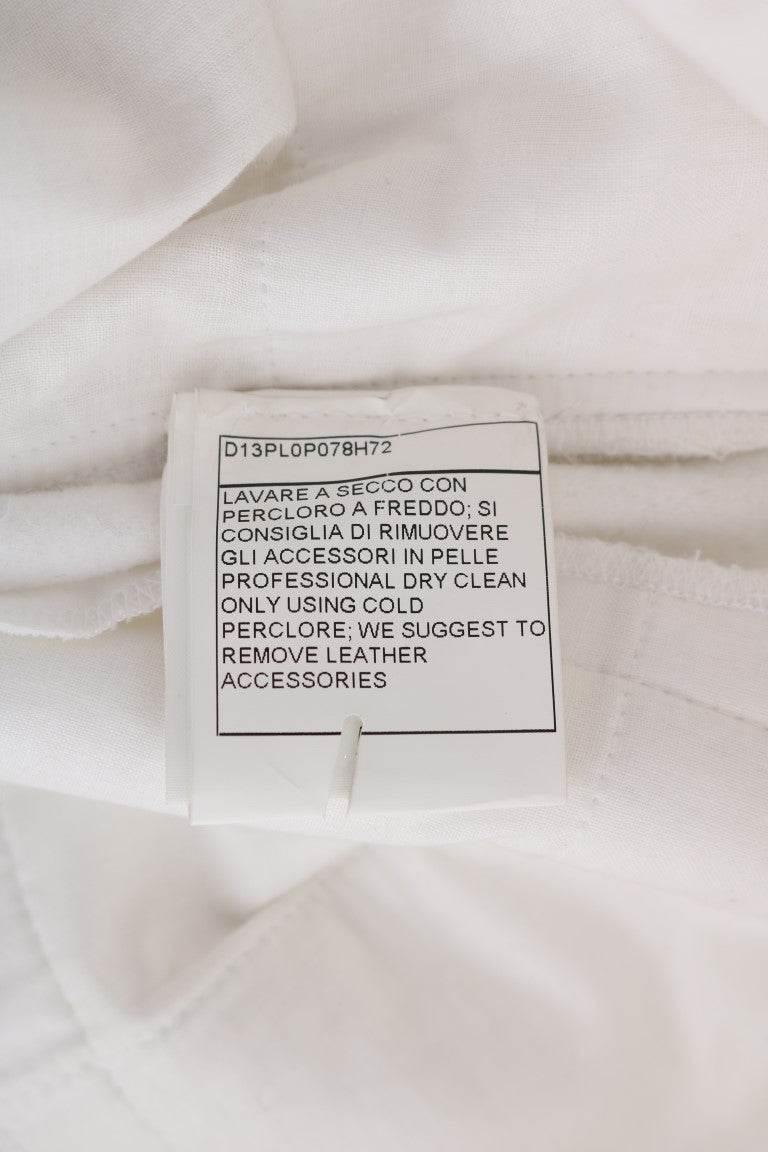 D13PL0P078H72
LAVARE A SECCO CON
PERCLORO A FREDDO; SI
CONSIGLIA DI RIMUOVERE
GLI ACCESSORI IN PELLE
PROFESSIONAL DRY CLEAN
ONLY USING COLD
PERCLORE; WE SUGGEST TO
REMOVE LEATHER
ACCESSORIES